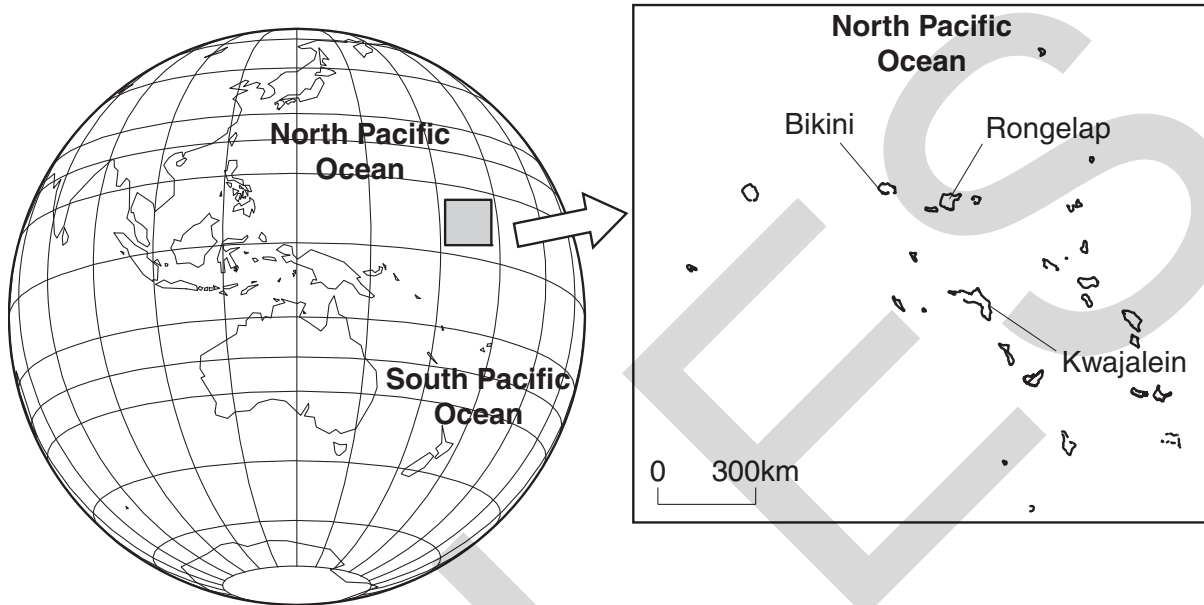 North Pacific
Ocean
South Pacific
Ocean
North Pacific
Ocean
Bikini
Rongelap
Kwajalein
0 300km